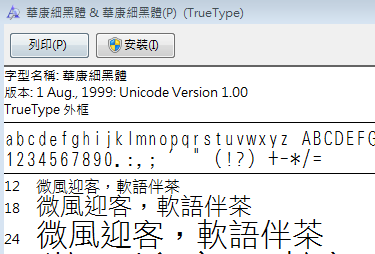 華康細黑體 & 華康細黑體(P) (TrueType)
列印(P) 安裝(I)
字型名稱: 華康細黑體
版本: 1 Aug., 1999: Unicode Version 1.00
TrueType 外框
abcdefghijklmnopqrstuvwxyz ABCDEFG
1234567890.:,; ' " (!?) +-*/=
12 微風迎客，軟語伴茶
18 微風迎客，軟語伴茶
24 微風迎客，軟語伴茶